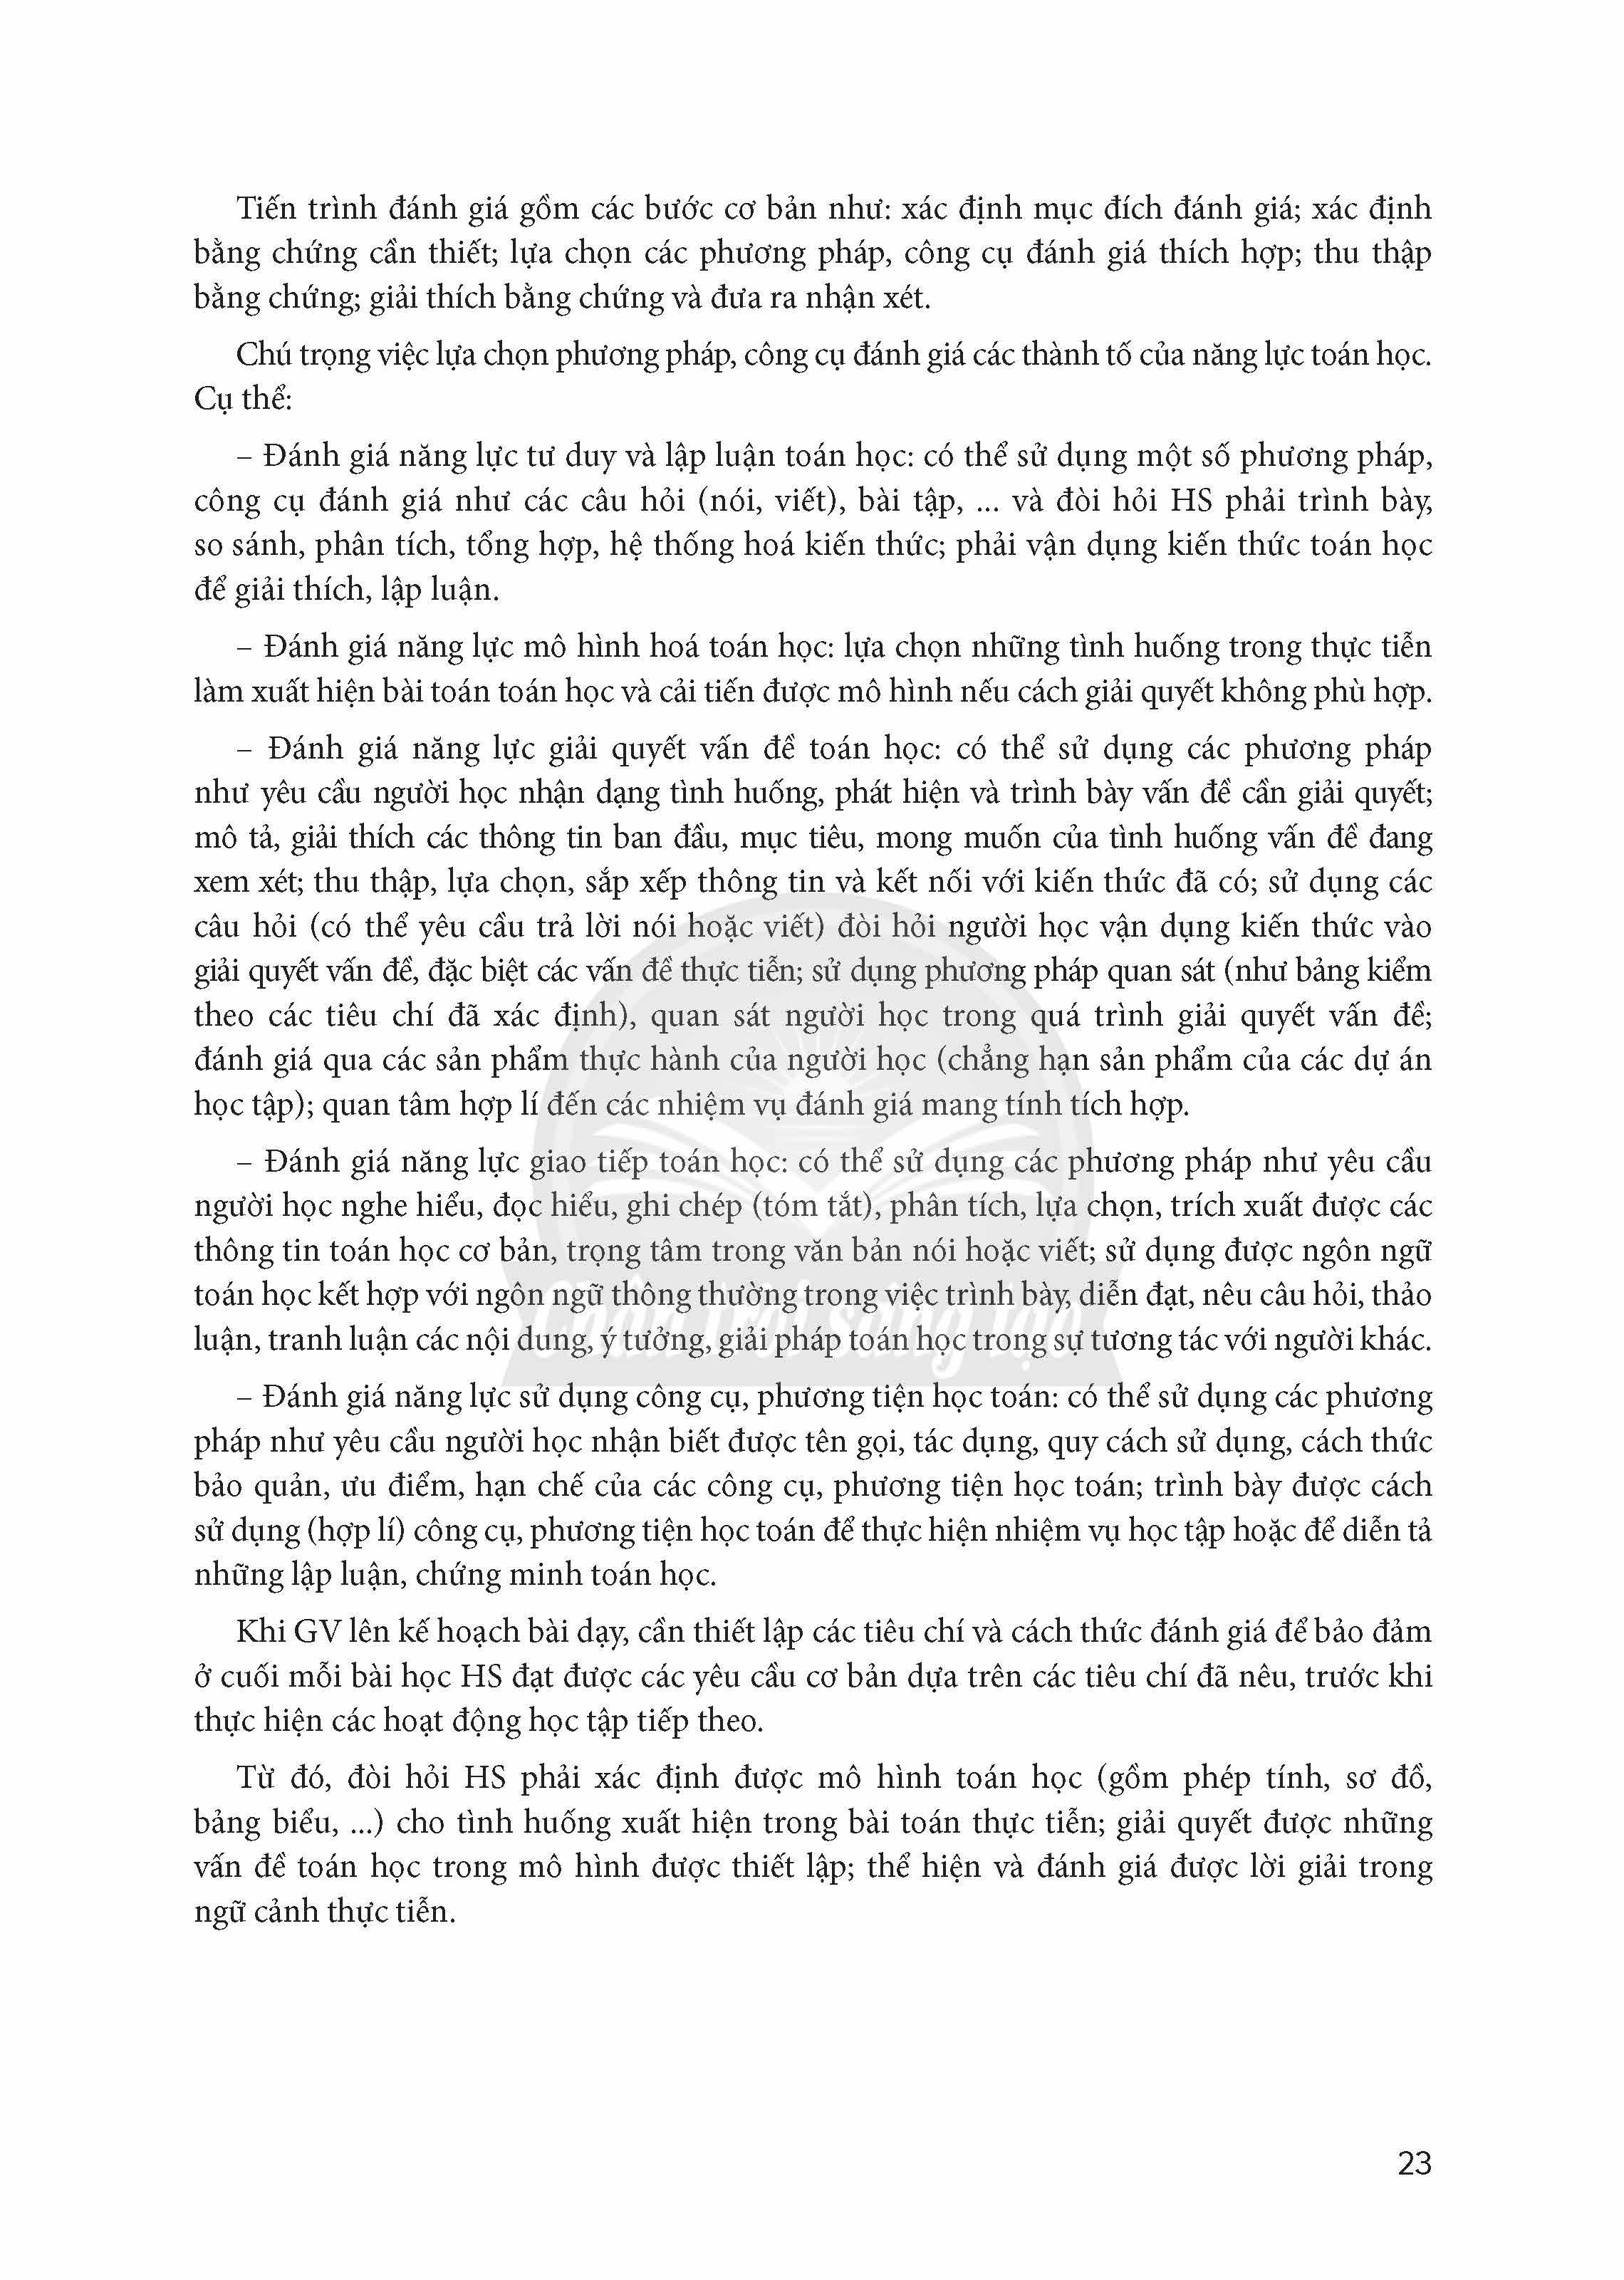 Tiến trình đánh giá gồm các bước cơ bản như: xác định mục đích đánh giá; xác định
bằng chứng cần thiết; lựa chọn các phương pháp, công cụ đánh giá thích hợp; thu thập
bằng chứng; giải thích bằng chứng và đưa ra nhận xét.
Chú trọng việc lựa chọn phương pháp, công cụ đánh giá các thành tố của năng lực toán học.
Cụ thể:
– Đánh giá năng lực tư duy và lập luận toán học: có thể sử dụng một số phương pháp,
công cụ đánh giá như các câu hỏi (nói, viết), bài tập, ... và đòi hỏi HS phải trình bày,
so sánh, phân tích, tổng hợp, hệ thống hoá kiến thức; phải vận dụng kiến thức toán học
để giải thích, lập luận.
– Đánh giá năng lực mô hình hoá toán học: lựa chọn những tình huống trong thực tiễn
làm xuất hiện bài toán toán học và cải tiến được mô hình nếu cách giải quyết không phù hợp.
– Đánh giá năng lực giải quyết vấn đề toán học: có thể sử dụng các phương pháp
như yêu cầu người học nhận dạng tình huống, phát hiện và trình bày vấn đề cần giải quyết;
mô tả, giải thích các thông tin ban đầu, mục tiêu, mong muốn của tình huống vấn đề đang
xem xét; thu thập, lựa chọn, sắp xếp thông tin và kết nối với kiến thức đã có; sử dụng các
câu hỏi (có thể yêu cầu trả lời nói hoặc viết) đòi hỏi người học vận dụng kiến thức vào
giải quyết vấn đề, đặc biệt các vấn đề thực tiễn; sử dụng phương pháp quan sát (như bảng kiểm
theo các tiêu chí đã xác định), quan sát người học trong quá trình giải quyết vấn đề;
đánh giá qua các sản phẩm thực hành của người học (chẳng hạn sản phẩm của các dự án
học tập); quan tâm hợp lí đến các nhiệm vụ đánh giá mang tính tích hợp.
– Đánh giá năng lực giao tiếp toán học: có thể sử dụng các phương pháp như yêu cầu
người học nghe hiểu, đọc hiểu, ghi chép (tóm tắt), phân tích, lựa chọn, trích xuất được các
thông tin toán học cơ bản, trọng tâm trong văn bản nói hoặc viết; sử dụng được ngôn ngữ
toán học kết hợp với ngôn ngữ thông thường trong việc trình bày, diễn đạt, nêu câu hỏi, thảo
luận, tranh luận các nội dung, ý tưởng, giải pháp toán học trong sự tương tác với người khác.
Chân trời sáng tạo
– Đánh giá năng lực sử dụng công cụ, phương tiện học toán: có thể sử dụng các phương
pháp như yêu cầu người học nhận biết được tên gọi, tác dụng, quy cách sử dụng, cách thức
bảo quản, ưu điểm, hạn chế của các công cụ, phương tiện học toán; trình bày được cách
sử dụng (hợp lí) công cụ, phương tiện học toán để thực hiện nhiệm vụ học tập hoặc để diễn tả
những lập luận, chứng minh toán học.
Khi GV lên kế hoạch bài dạy, cần thiết lập các tiêu chí và cách thức đánh giá để bảo đảm
ở cuối mỗi bài học HS đạt được các yêu cầu cơ bản dựa trên các tiêu chí đã nêu, trước khi
thực hiện các hoạt động học tập tiếp theo.
Từ đó, đòi hỏi HS phải xác định được mô hình toán học (gồm phép tính, sơ đồ,
bảng biểu, ...) cho tình huống xuất hiện trong bài toán thực tiễn; giải quyết được những
vấn đề toán học trong mô hình được thiết lập; thể hiện và đánh giá được lời giải trong
ngữ cảnh thực tiễn.
23